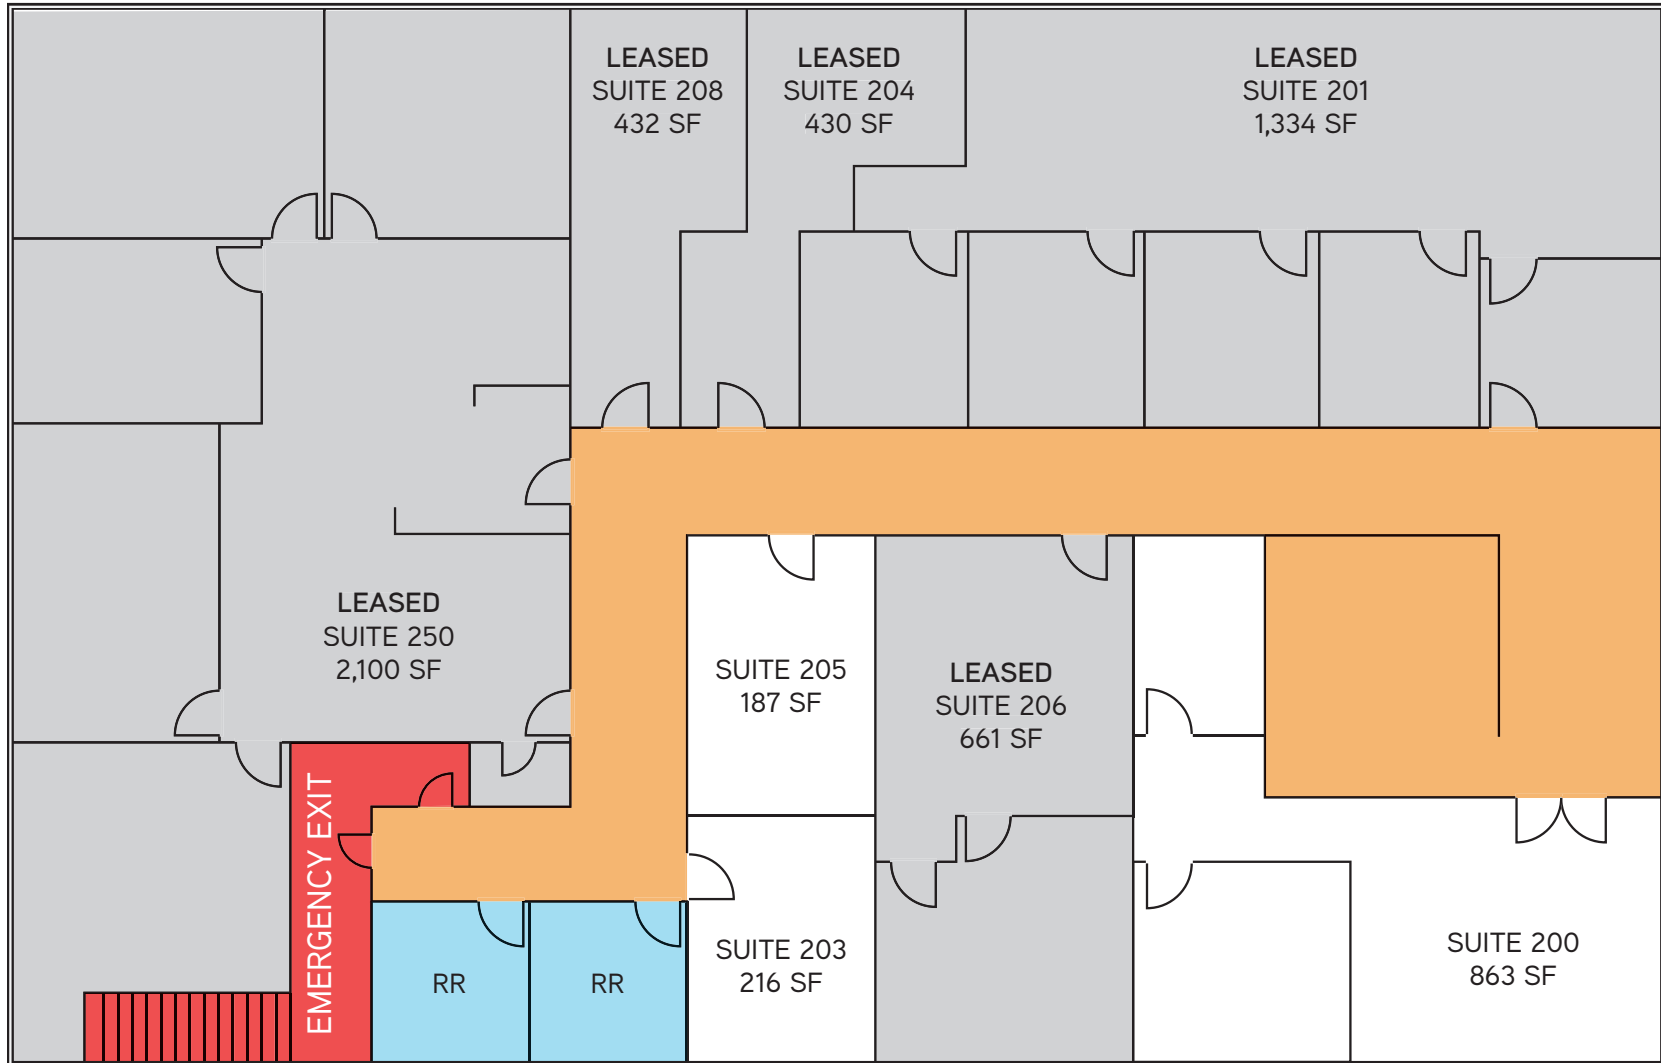 LEASED
SUITE 208
432 SF
LEASED
SUITE 204
430 SF
LEASED
SUITE 201
1,334 SF
LEASED
SUITE 250
2,100 SF
SUITE 205
187 SF
LEASED
SUITE 206
661 SF
EMERGENCY EXIT
RR
RR
SUITE 203
216 SF
SUITE 200
863 SF